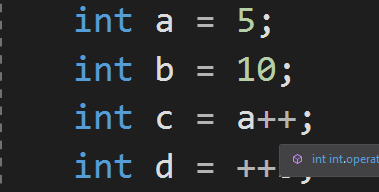 int a = 5;
int b = 10;
int c = a++;
int d = ++
int int.operat